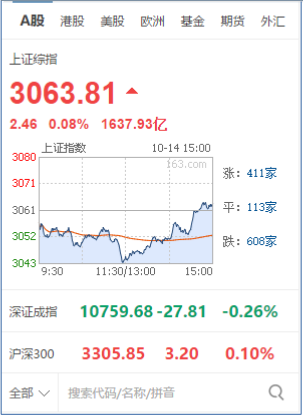 A股 港股 美股 欧洲 基金 期货 外汇
上证综指
3063.81
2.46 0.08% 1637.93亿
上证指数 10-14 15:00
163.com
3080
3071
3061
3052
3043
9:30 11:30/13:00 15:00
涨: 411家
平: 113家
跌: 608家
深证成指 10759.68 -27.81 -0.26%
沪深300 3305.85 3.20 0.10%
全部 搜索代码/名称/拼音